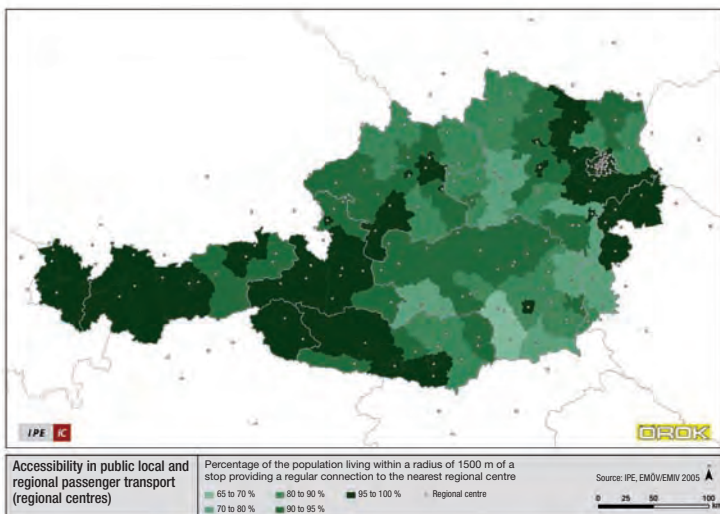 IPE IC
ÖROK
Accessibility in public local and
regional passenger transport
(regional centres)
Percentage of the population living within a radius of 1500 m of a
stop providing a regular connection to the nearest regional centre
65 to 70 % 80 to 90 % 95 to 100 % Regional centre
70 to 80 % 90 to 95 %
Source: IPE, EMÖV/EMIV 2005
0 25 50 100
km